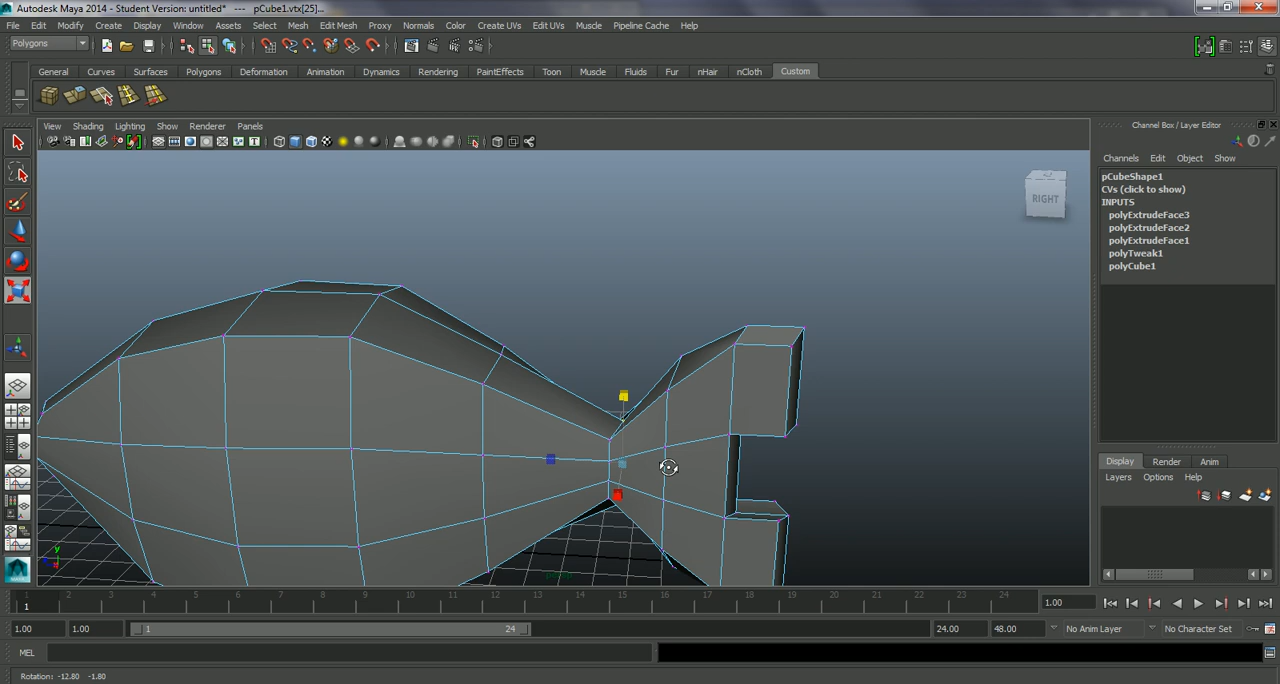 Autodesk Maya 2014 - Student Version: untitled* --- pCube1.vtx[25]...
File Edit Modify Create Display Window Assets Select Mesh Edit Mesh Proxy Normals Color Create UVs Edit UVs Muscle Pipeline Cache Help
Polygons
General Curves Surfaces Polygons Deformation Animation Dynamics Rendering PaintEffects Toon Muscle Fluids Fur nHair nCloth Custom
View Shading Lighting Show Renderer Panels
Channel Box / Layer Editor
Channels Edit Object Show
pCubeShape1
CVs (click to show)
INPUTS
polyExtrudeFace3
polyExtrudeFace2
polyExtrudeFace1
polyTweak1
polyCube1
RIGHT
Display Render Anim
Layers Options Help
y
persp
1 2 3 4 5 6 7 8 9 10 11 12 13 14 15 16 17 18 19 20 21 22 23 24
1
1.00
1.00 1.00 1 24 24.00 48.00 No Anim Layer No Character Set
MEL
Rotation: -12.80 -1.80